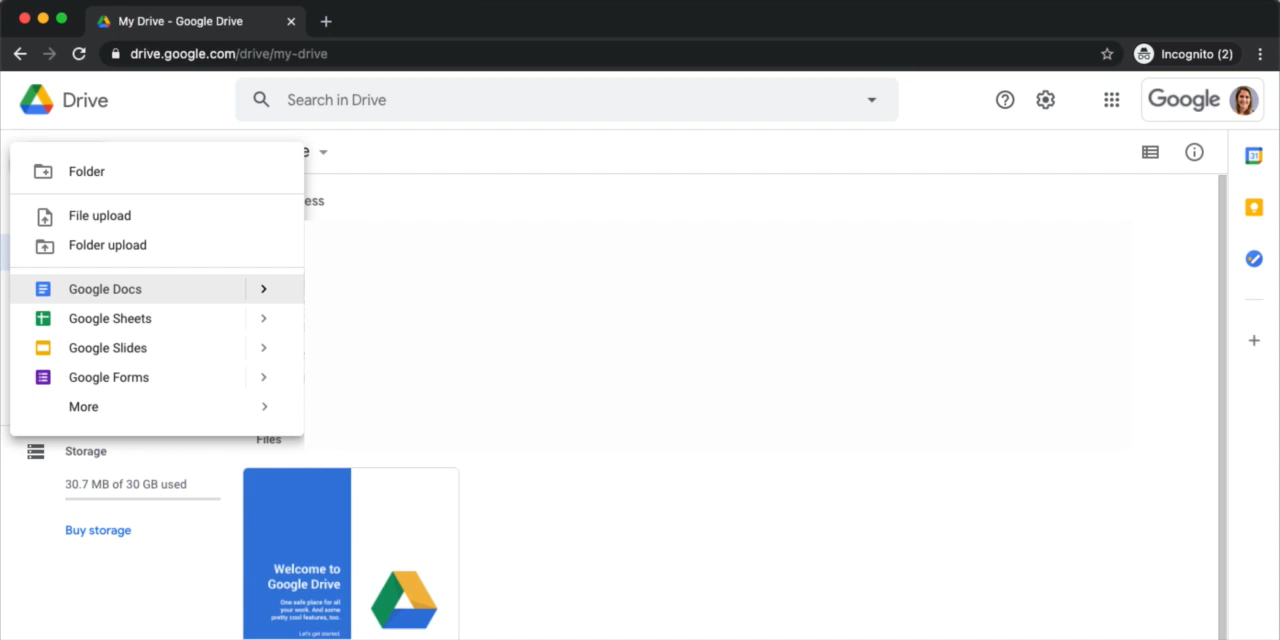 My Drive - Google Drive
drive.google.com/drive/my-drive
Incognito (2)
Drive
Search in Drive
Google
Folder
File upload
Folder upload
Google Docs
Google Sheets
Google Slides
Google Forms
More
e
ess
31
Files
Storage
30.7 MB of 30 GB used
Buy storage
Welcome to
Google Drive
One safe place for all
your work. And some
pretty cool features, too.
Let's get started.